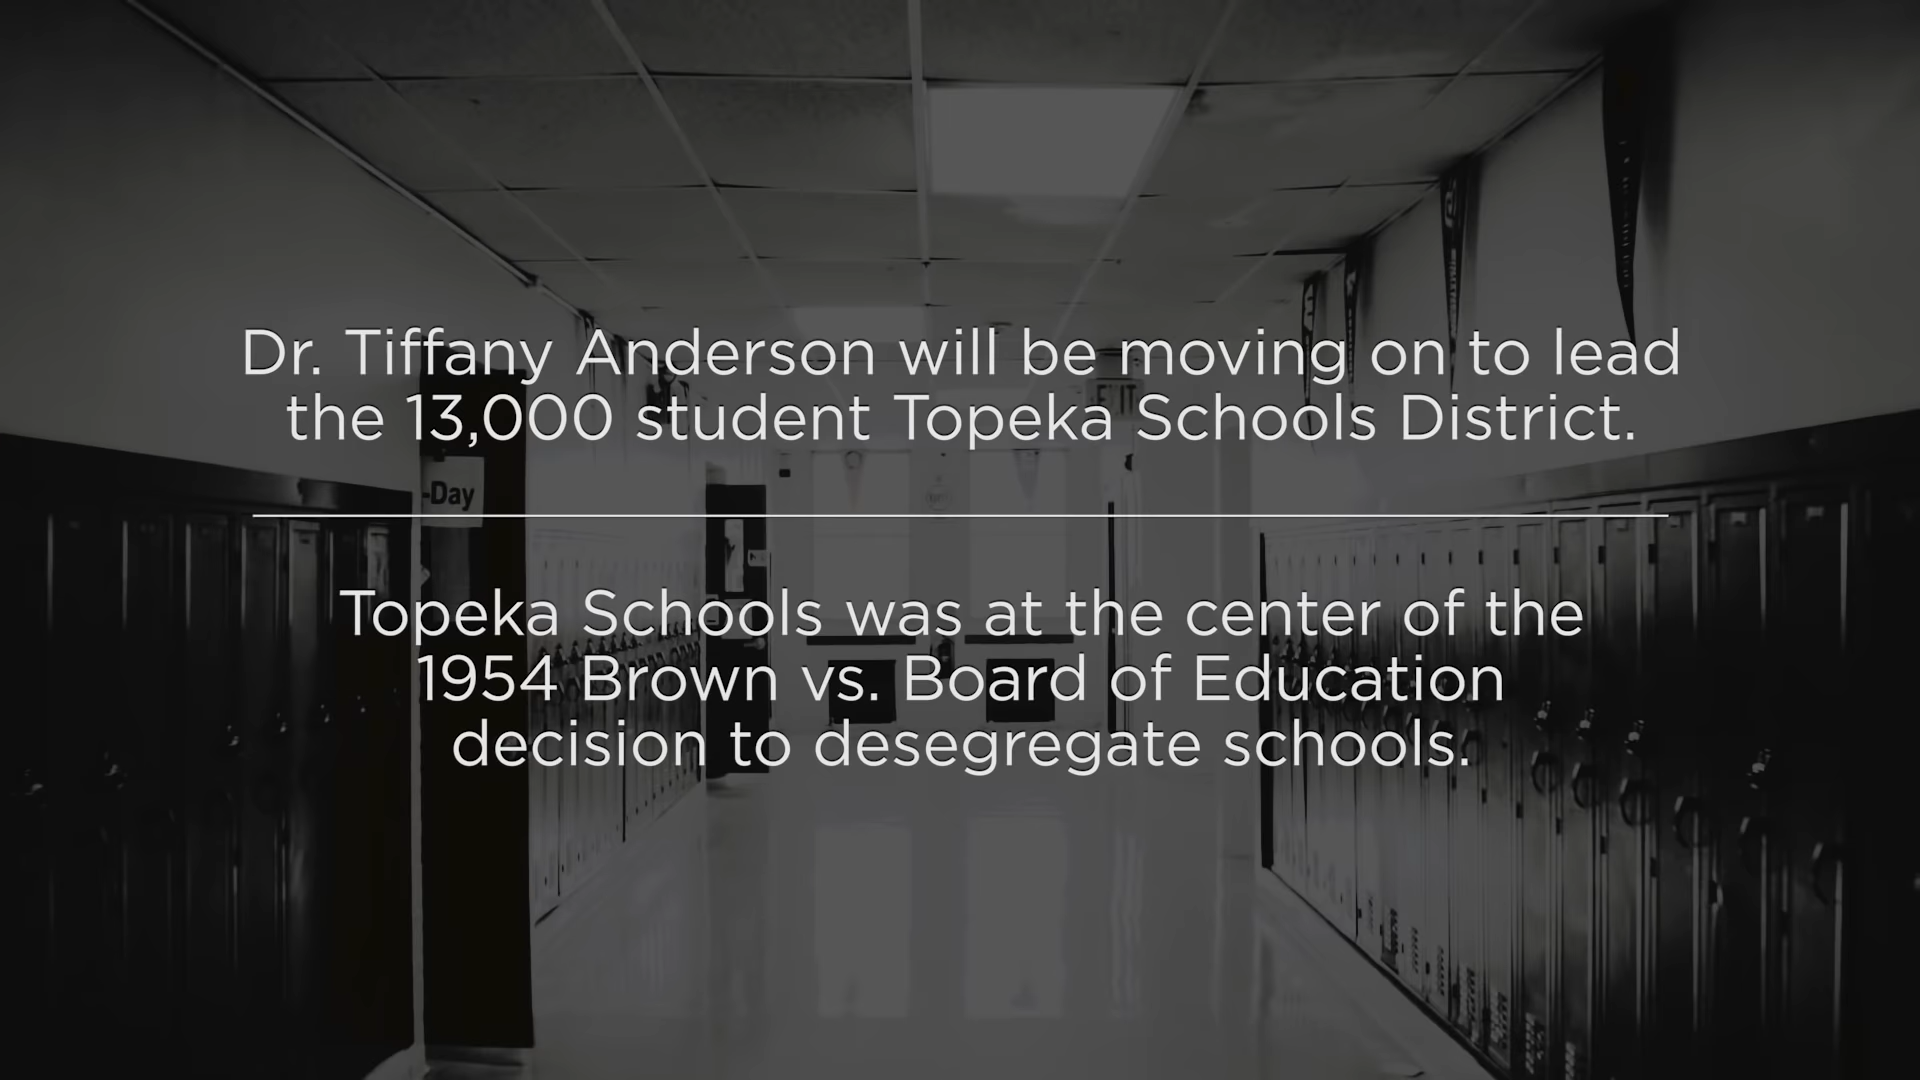 Dr. Tiffany Anderson will be moving on to lead
the 13,000 student Topeka Schools District.
-Day
Topeka Schools was at the center of the
1954 Brown vs. Board of Education
decision to desegregate schools.